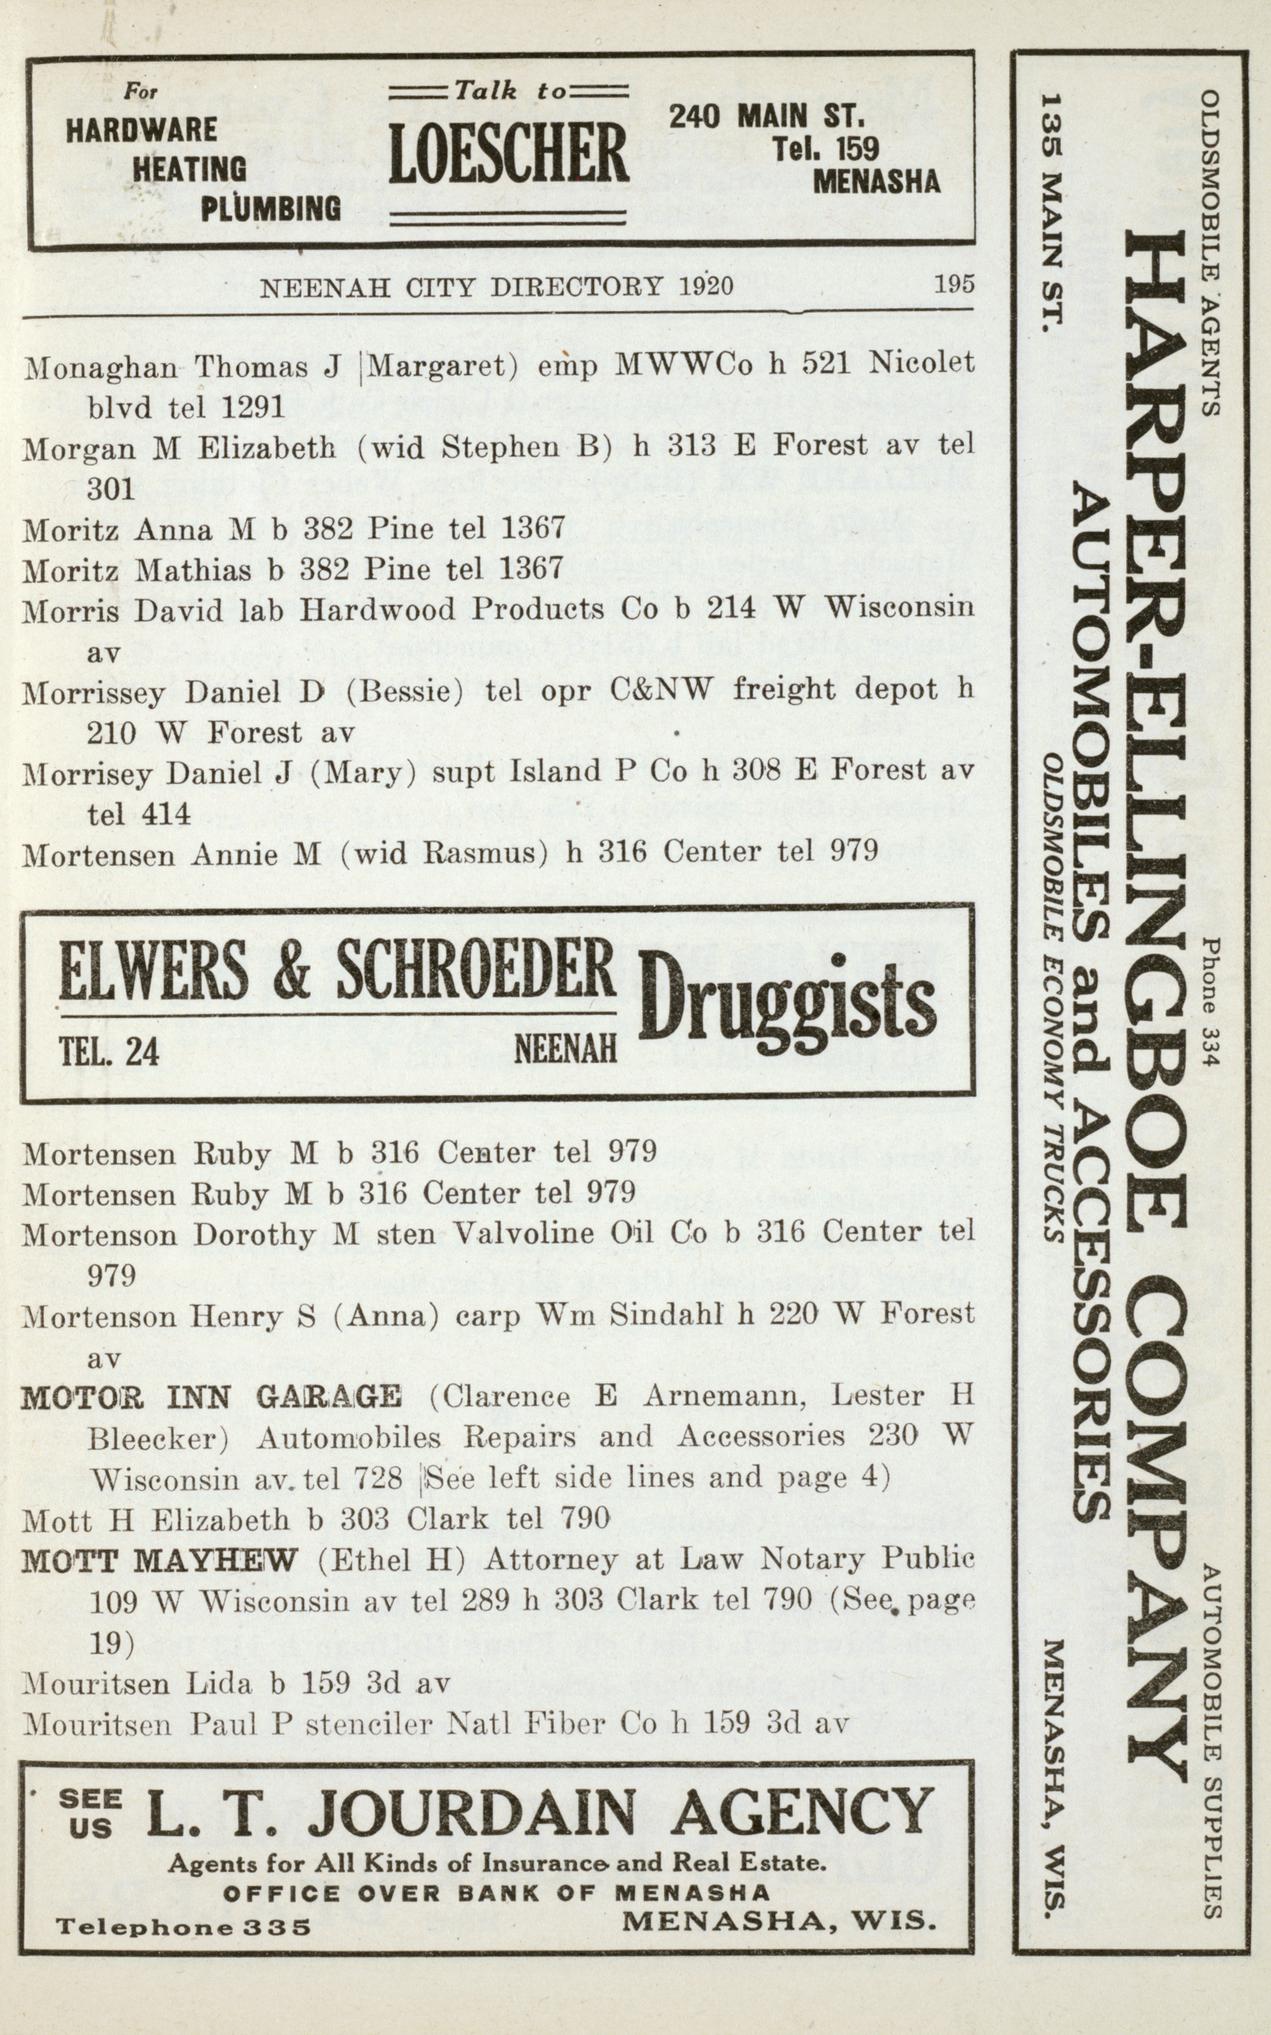 For
HARDWARE
HEATING
PLUMBING
Talk to
LOESCHER
240 MAIN ST.
Tel. 159
MENASHA
NEENAH CITY DIRECTORY 1920 195
Monaghan Thomas J |Margaret) emp MWWCo h 521 Nicolet
blvd tel 1291
Morgan M Elizabeth (wid Stephen B) h 313 E Forest av tel
301
Moritz Anna M b 382 Pine tel 1367
Moritz Mathias b 382 Pine tel 1367
Morris David lab Hardwood Products Co b 214 W Wisconsin
av
Morrissey Daniel D (Bessie) tel opr C&NW freight depot h
210 W Forest av
Morrisey Daniel J (Mary) supt Island P Co h 308 E Forest av
tel 414
Mortensen Annie M (wid Rasmus) h 316 Center tel 979
ELWERS & SCHROEDER
TEL. 24 NEENAH
Druggists
Mortensen Ruby M b 316 Center tel 979
Mortensen Ruby M b 316 Center tel 979
Mortenson Dorothy M sten Valvoline Oil Co b 316 Center tel
979
Mortenson Henry S (Anna) carp Wm Sindahl h 220 W Forest
av
MOTOR INN GARAGE (Clarence E Arnemann, Lester H
Bleecker) Automobiles Repairs and Accessories 230 W
Wisconsin av. tel 728 |See left side lines and page 4)
Mott H Elizabeth b 303 Clark tel 790
MOTT MAYHEW (Ethel H) Attorney at Law Notary Public
109 W Wisconsin av tel 289 h 303 Clark tel 790 (See page
19)
Mouritsen Lida b 159 3d av
Mouritsen Paul P stenciler Natl Fiber Co h 159 3d av
SEE
US
L. T. JOURDAIN AGENCY
Agents for All Kinds of Insurance and Real Estate.
OFFICE OVER BANK OF MENASHA
Telephone 335 MENASHA, WIS.
OLDSMOBILE AGENTS Phone 334 AUTOMOBILE SUPPLIES
HARPER-ELLINGBOE COMPANY
AUTOMOBILES and ACCESSORIES
135 MAIN ST. OLDSMOBILE ECONOMY TRUCKS MENASHA, WIS.